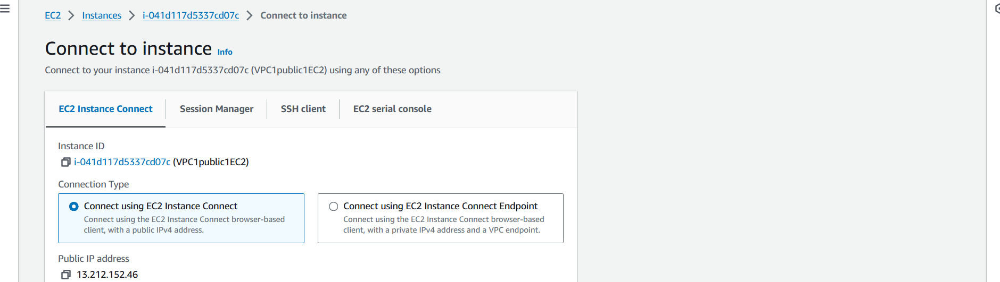 EC2 Instances i-041d117d5337cd07c Connect to instance
Connect to instance Info
Connect to your instance i-041d117d5337cd07c (VPC1public1EC2) using any of these options
EC2 Instance Connect Session Manager SSH client EC2 serial console
Instance ID
i-041d117d5337cd07c (VPC1public1EC2)
Connection Type
Connect using EC2 Instance Connect
Connect using the EC2 Instance Connect browser-based
client, with a public IPv4 address.
Connect using EC2 Instance Connect Endpoint
Connect using the EC2 Instance Connect browser-based
client, with a private IPv4 address and a VPC endpoint.
Public IP address
13.212.152.46